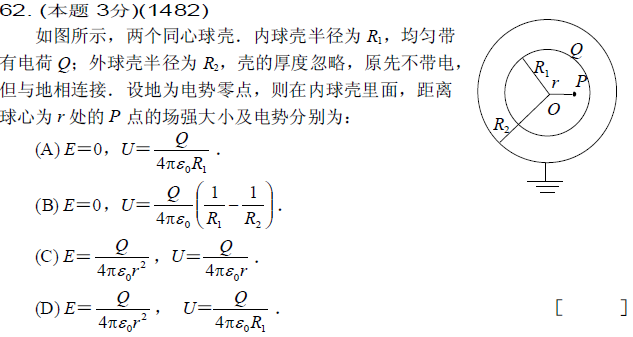 62. (本题 3分)(1482)
如图所示，两个同心球壳．内球壳半径为 R₁，均匀带
有电荷 Q；外球壳半径为 R₂，壳的厚度忽略，原先不带电，
但与地相连接．设地为电势零点，则在内球壳里面，距离
球心为 r 处的 P 点的场强大小及电势分别为：
(A) E＝0，U＝Q/(4πε₀R₁)．
(B) E＝0，U＝Q/(4πε₀)(1/R₁ − 1/R₂)．
(C) E＝Q/(4πε₀r²)，U＝Q/(4πε₀r)．
(D) E＝Q/(4πε₀r²)， U＝Q/(4πε₀R₁)．
[ ]
Q
R₁
r
P
O
R₂